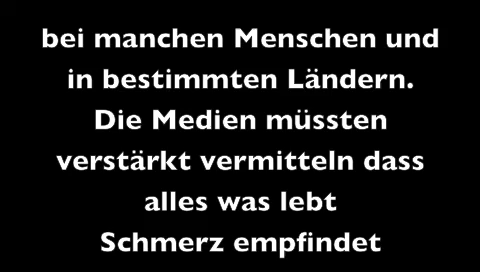 bei manchen Menschen und
in bestimmten Ländern.
Die Medien müssten
verstärkt vermitteln dass
alles was lebt
Schmerz empfindet